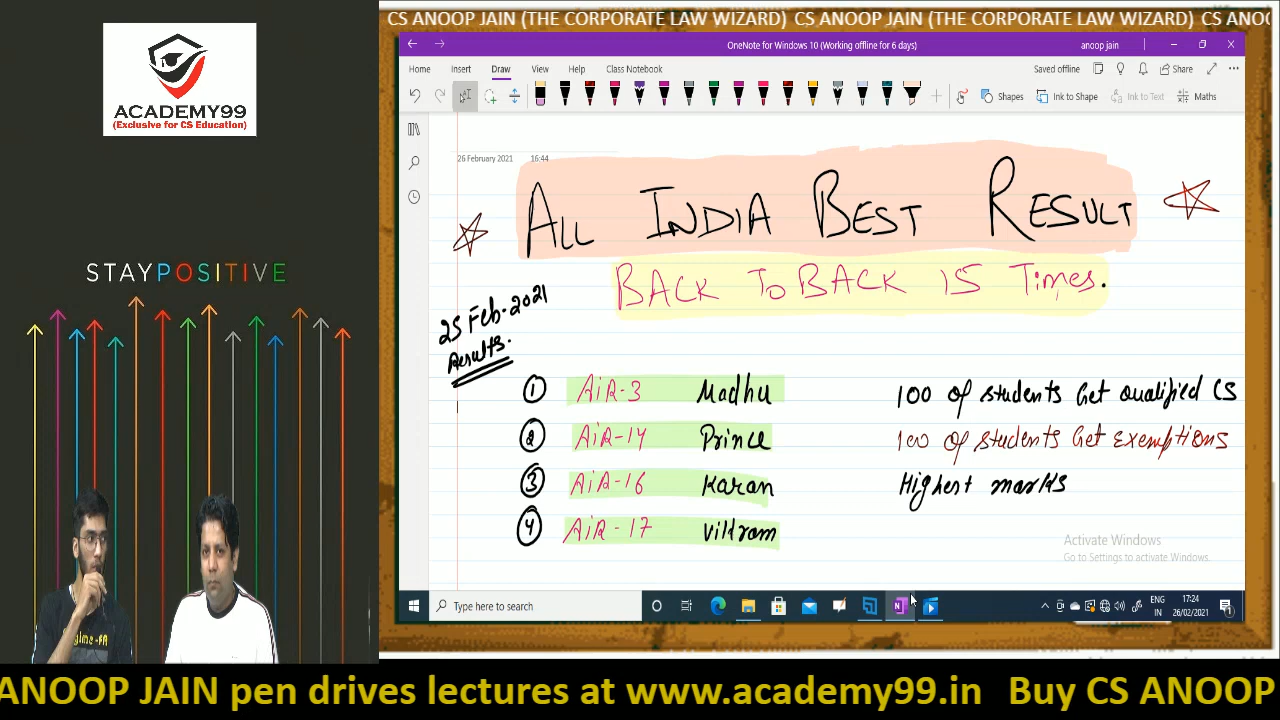 CS ANOOP JAIN (THE CORPORATE LAW WIZARD) CS ANOOP JAIN (THE CORPORATE LAW WIZARD) CS ANOO
ACADEMY99
(Exclusive for CS Education)
STAYPOSITIVE
OneNote for Windows 10 (Working offline for 6 days)
anoop jain
Home Insert Draw View Help Class Notebook
Saved offline
Share
Shapes
Ink to Shape
Ink to Text
Maths
26 February 2021 16:44
ALL INDIA BEST RESULT
BACK TO BACK 15 Times.
25 Feb. 2021
Results.
1 AIR-3 Madhu 100 of students Get qualified CS
2 AIR-14 Prince 100 of students Get exemptions
3 AIR-16 Karan Highest marks
4 AIR-17 Vikram
Activate Windows
Go to Settings to activate Windows.
Type here to search
ENG
IN
17:24
26/02/2021
ANOOP JAIN pen drives lectures at www.academy99.in Buy CS ANOOP